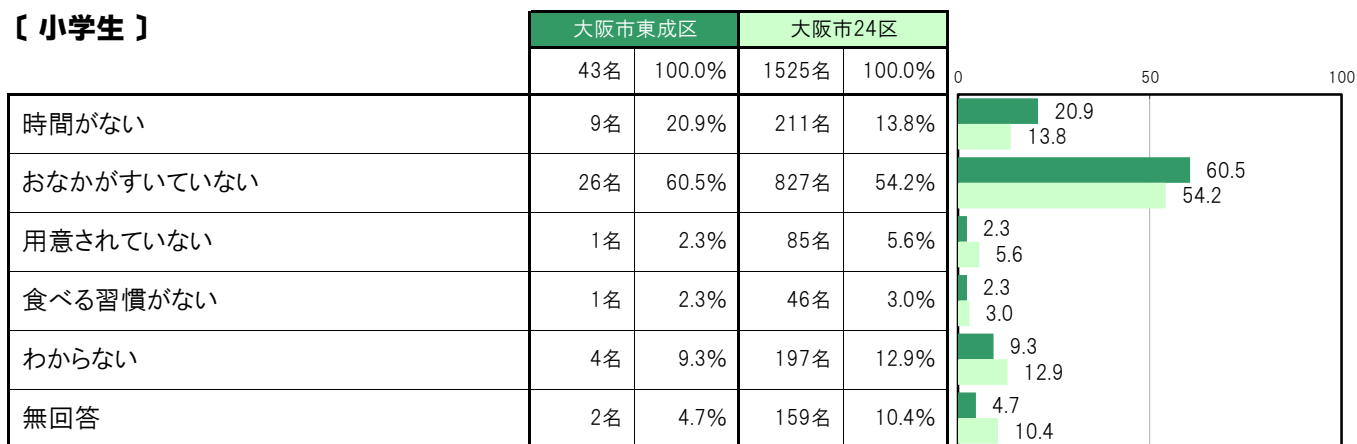 〔 小学生 〕
大阪市東成区 大阪市24区
43名 100.0% 1525名 100.0%
0 50 100
時間がない 9名 20.9% 211名 13.8% 20.9
13.8
おなかがすいていない 26名 60.5% 827名 54.2% 60.5
54.2
用意されていない 1名 2.3% 85名 5.6% 2.3
5.6
食べる習慣がない 1名 2.3% 46名 3.0% 2.3
3.0
わからない 4名 9.3% 197名 12.9% 9.3
12.9
無回答 2名 4.7% 159名 10.4% 4.7
10.4